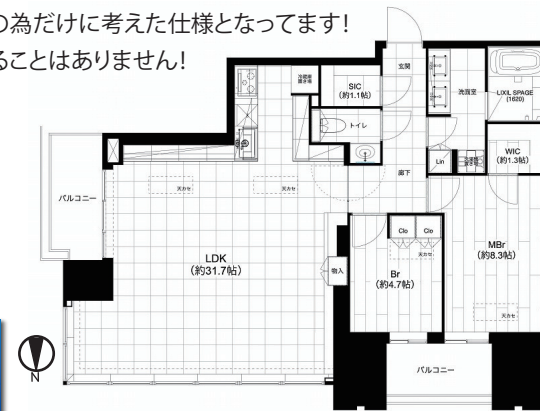 の為だけに考えた仕様となってます!
ることはありません!
冷蔵庫
置き場
SIC
(約1.1帖)
玄関
洗面室
LIXIL SPAGE
(1620)
トイレ
Lin
WIC
(約1.3帖)
バルコニー
天カセ
天カセ
廊下
LDK
(約31.7帖)
物入
Clo
Clo
天カセ
Br
(約4.7帖)
MBr
(約8.3帖)
天カセ
バルコニー
N